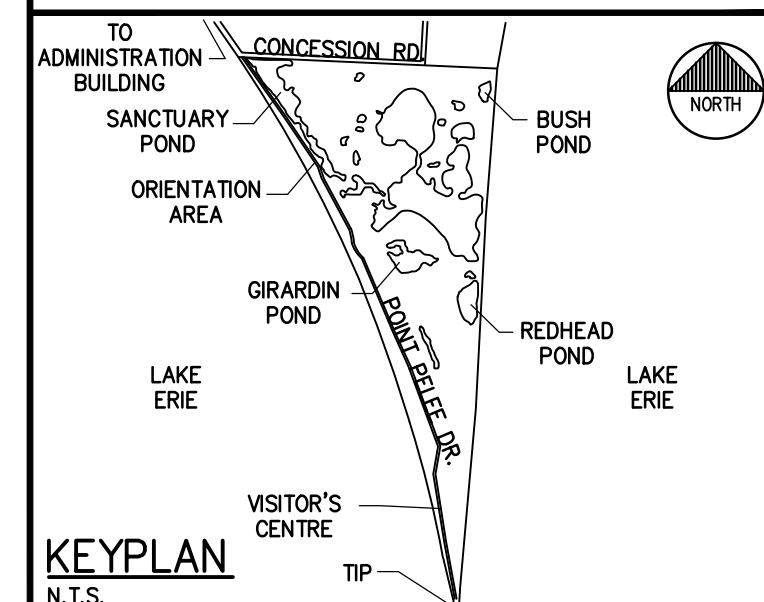 TO
ADMINISTRATION
BUILDING
CONCESSION RD.
NORTH
SANCTUARY
POND
BUSH
POND
ORIENTATION
AREA
GIRARDIN
POND
POINT PELEE DR.
REDHEAD
POND
LAKE
ERIE
LAKE
ERIE
VISITOR'S
CENTRE
KEYPLAN
N.T.S.
TIP